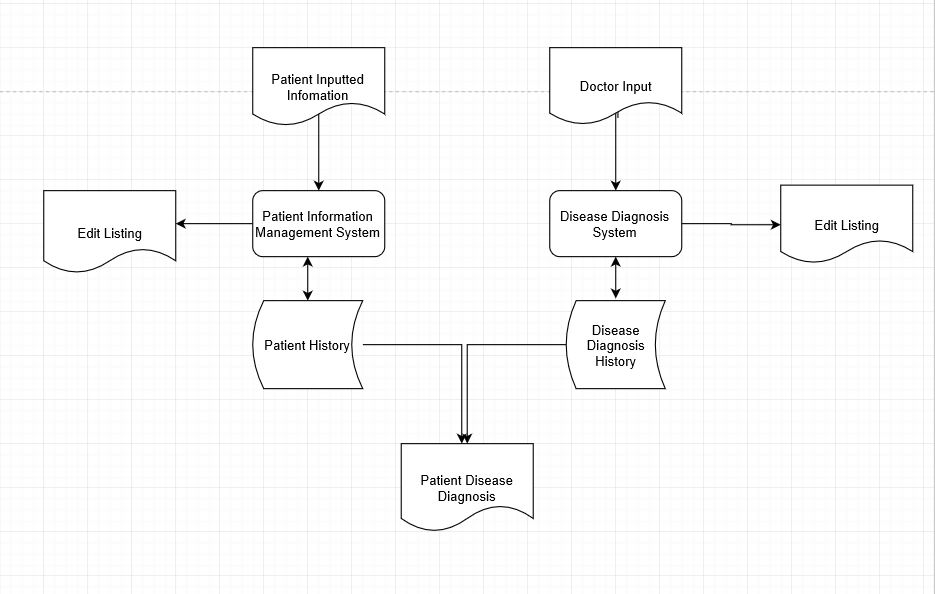 Patient Inputted
Infomation
Doctor Input
Edit Listing
Patient Information
Management System
Disease Diagnosis
System
Edit Listing
Patient History
Disease
Diagnosis
History
Patient Disease
Diagnosis